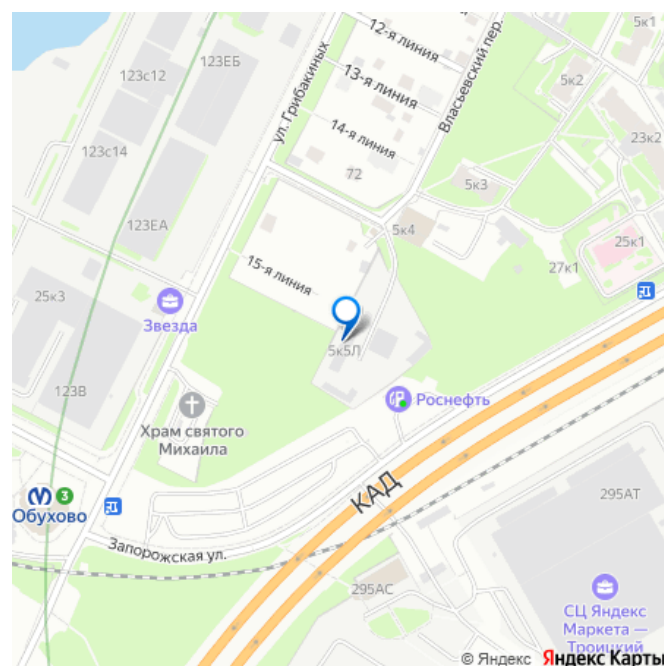 12-я линия
5к1
123ЕБ
Власьевский пер.
123с12
13-я линия
5к2
ул. Грибакиных
14-я линия
23к2
123с14
72
5к3
123ЕА
5к4
25к1
15-я линия
27к1
25к3
Звезда
5к5Л
123В
Роснефть
Храм святого
Михаила
КАД
295АТ
3
Обухово
Запорожская ул.
295АС
СЦ Яндекс
Маркета —
Троицкий
© Яндекс Яндекс Карты